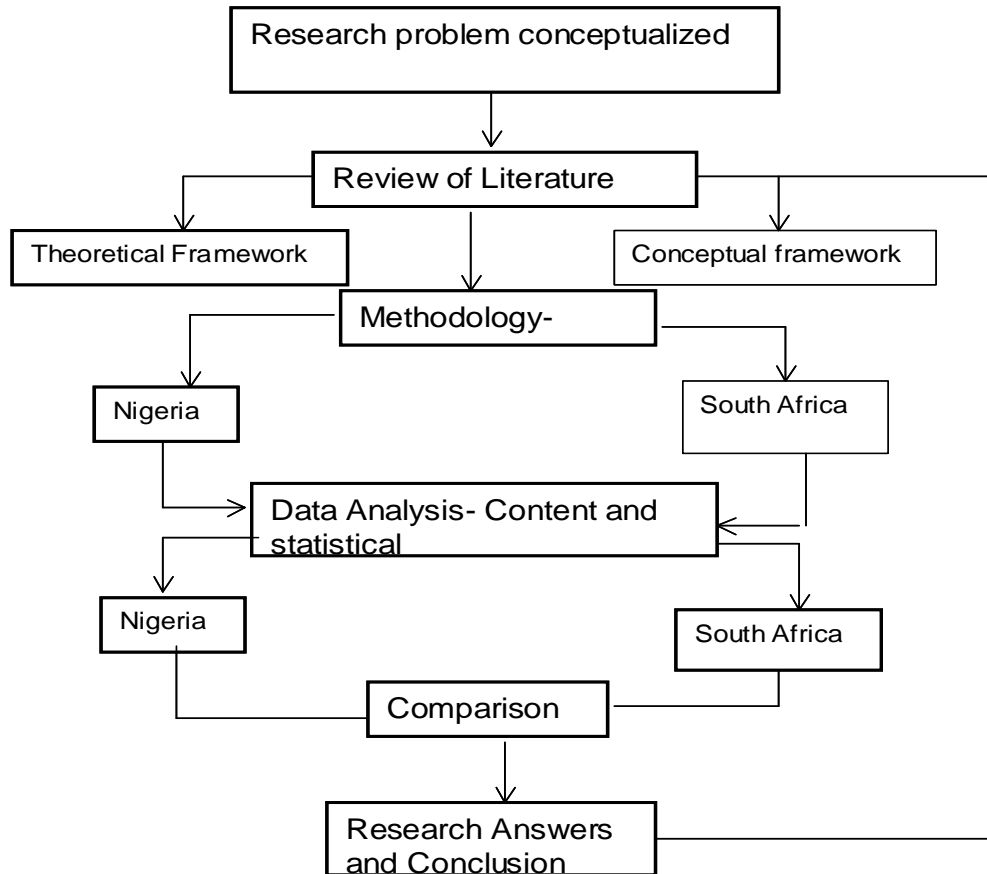 Research problem conceptualized
Review of Literature
Theoretical Framework
Conceptual framework
Methodology-
Nigeria
South Africa
Data Analysis- Content and
statistical
Nigeria
South Africa
Comparison
Research Answers
and Conclusion